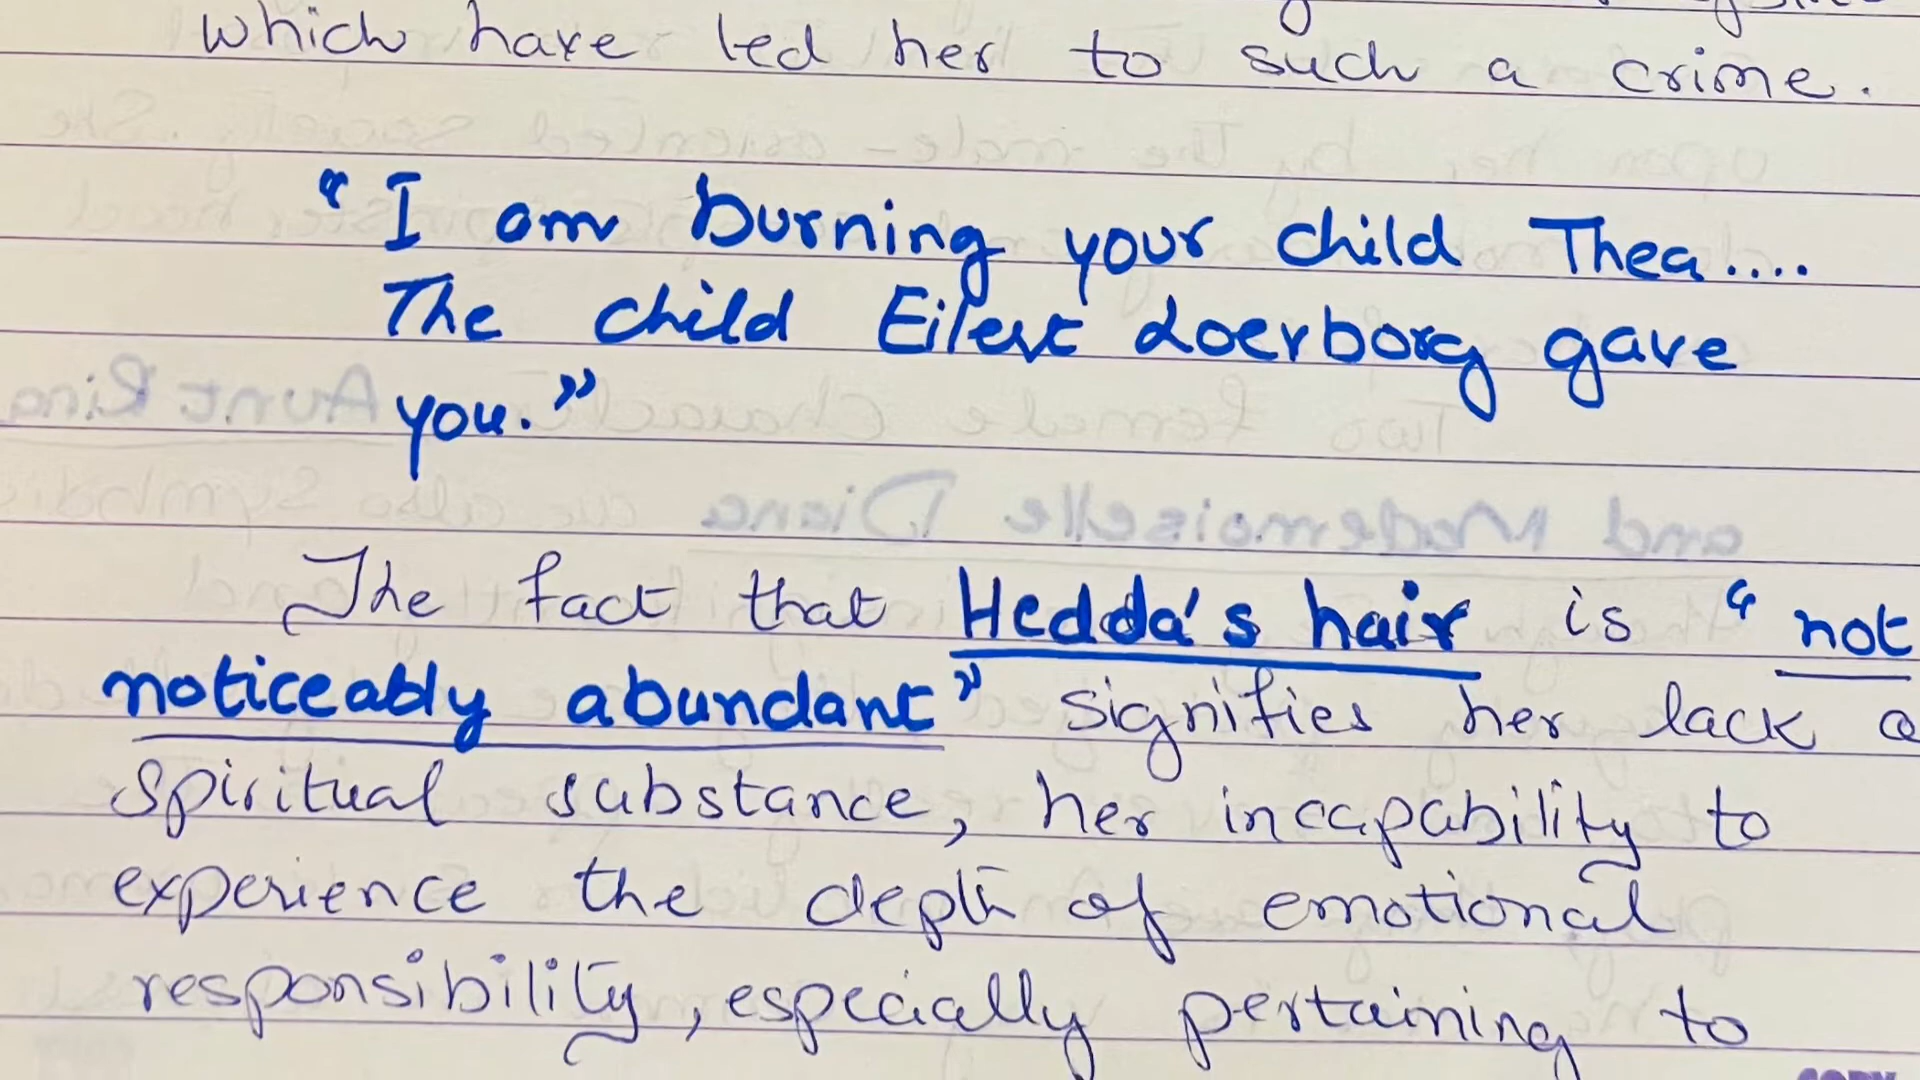 which have led her to such a crime.
"I am burning your child Thea....
The child Eilert Loerborg gave
you."
The fact that Hedda's hair is "not
noticeably abundant" signifies her lack o
spiritual substance, her incapability to
experience the depth of emotional
responsibility, especially pertaining to